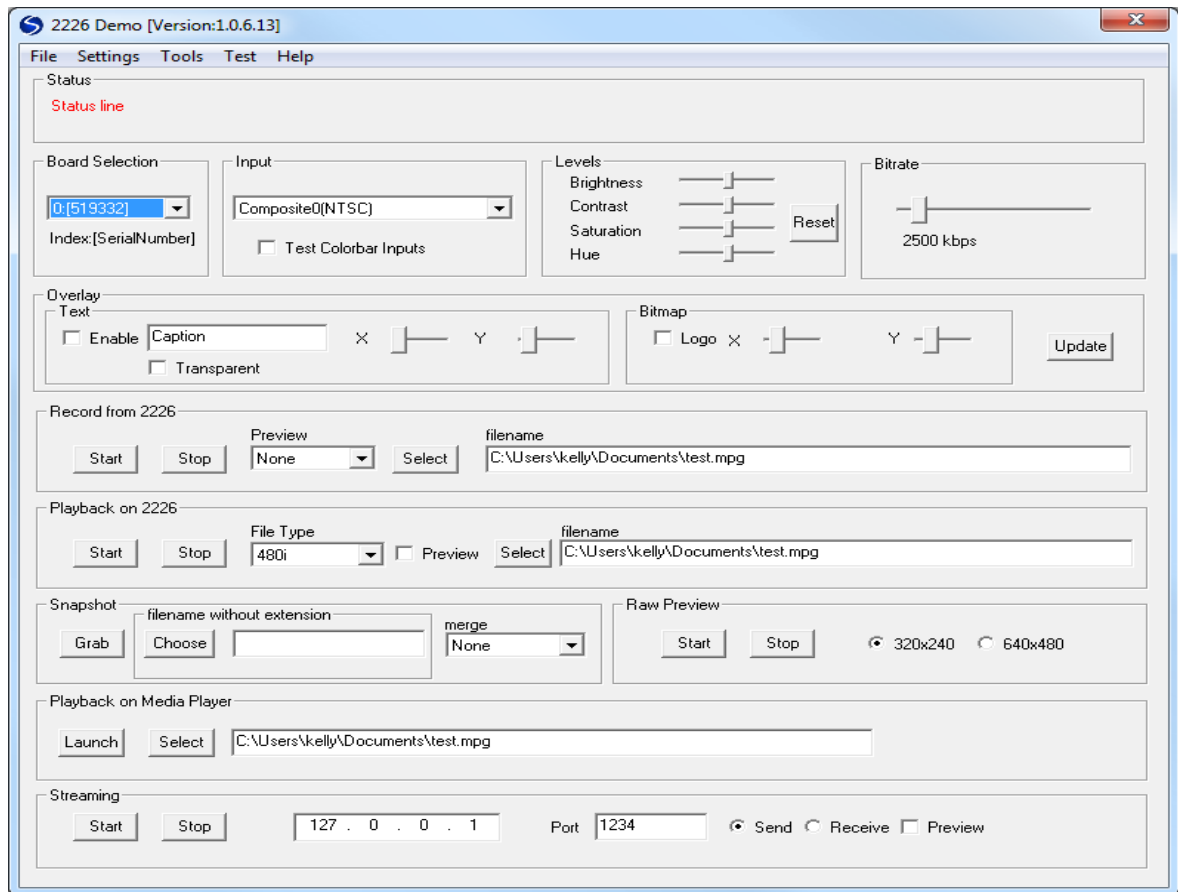 2226 Demo [Version:1.0.6.13]
File Settings Tools Test Help
Status
Status line
Board Selection
0:[519332]
Index:[SerialNumber]
Input
Composite0(NTSC)
Test Colorbar Inputs
Levels
Brightness
Contrast
Saturation
Hue
Reset
Bitrate
2500 kbps
Overlay
Text
Enable Caption X Y
Transparent
Bitmap
Logo X Y
Update
Record from 2226
Preview filename
Start Stop None Select C:\Users\kelly\Documents\test.mpg
Playback on 2226
File Type filename
Start Stop 480i Preview Select C:\Users\kelly\Documents\test.mpg
Snapshot
filename without extension
merge
Grab Choose None
Raw Preview
Start Stop 320x240 640x480
Playback on Media Player
Launch Select C:\Users\kelly\Documents\test.mpg
Streaming
Start Stop 127 . 0 . 0 . 1 Port 1234 Send Receive Preview